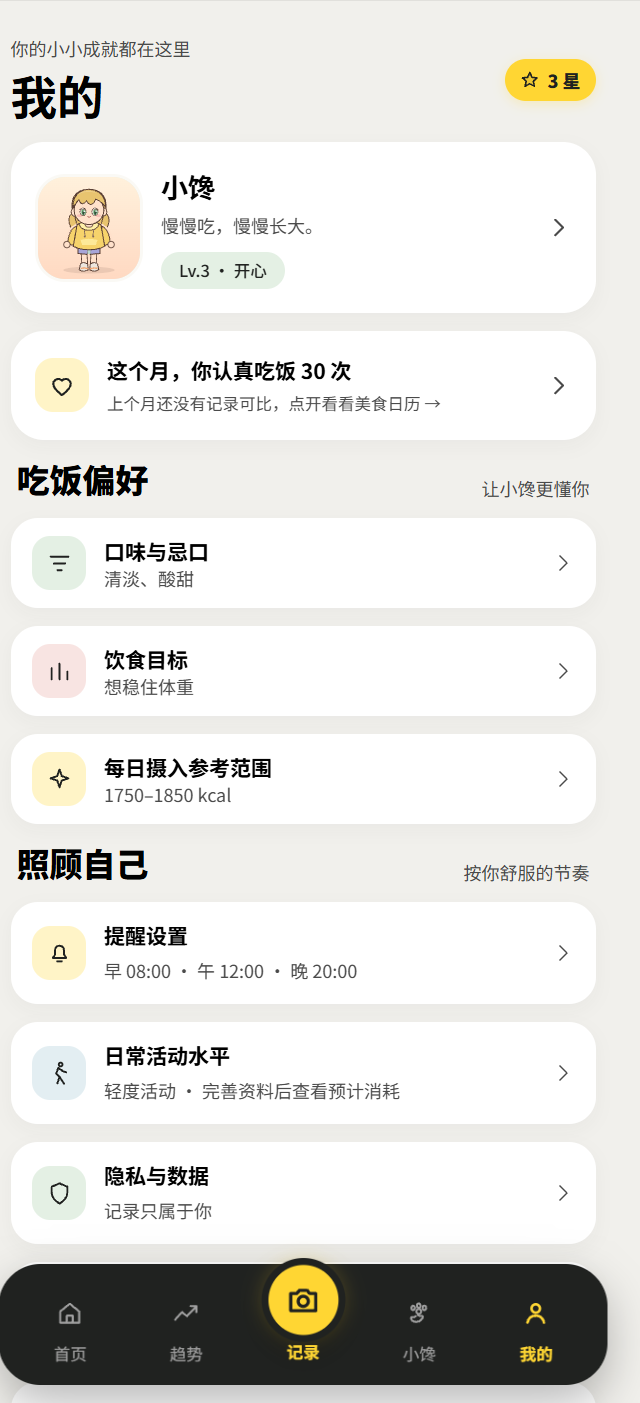 你的小小成就都在这里
我的
3 星
小馋
慢慢吃，慢慢长大。
Lv.3 · 开心
这个月，你认真吃饭 30 次
上个月还没有记录可比，点开看看美食日历 →
吃饭偏好
让小馋更懂你
口味与忌口
清淡、酸甜
饮食目标
想稳住体重
每日摄入参考范围
1750–1850 kcal
照顾自己
按你舒服的节奏
提醒设置
早 08:00 · 午 12:00 · 晚 20:00
日常活动水平
轻度活动 · 完善资料后查看预计消耗
隐私与数据
记录只属于你
首页
趋势
记录
小馋
我的